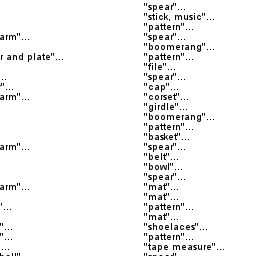 "spear"...
"stick, music"...
"pattern"...
arm"... "spear"...
"boomerang"...
r and plate"... "pattern"...
"file"...
... "spear"...
"... "cap"...
arm"... "corset"...
"girdle"...
"boomerang"...
"pattern"...
"basket"...
arm"... "spear"...
"belt"...
"bowl"...
"spear"...
arm"... "mat"...
"mat"...
"... "pattern"...
"mat"...
"... "shoelaces"...
"... "pattern"...
... "tape measure"...